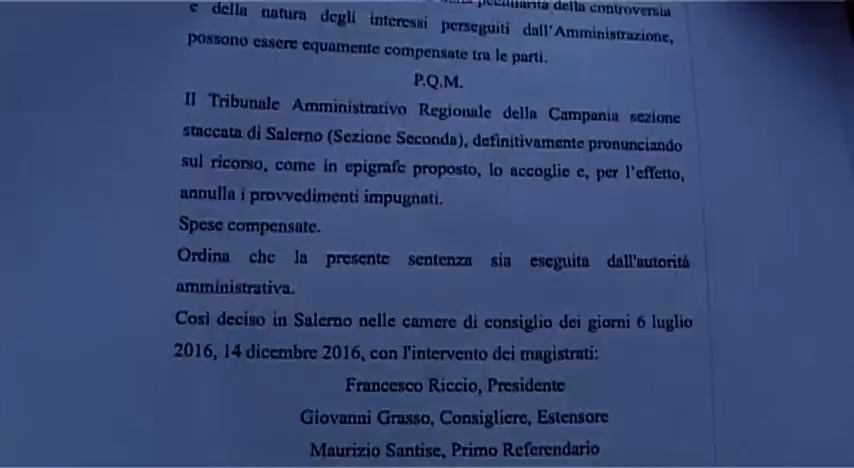 peculiarità della controversia
e della natura degli interessi perseguiti dall'Amministrazione,
possono essere equamente compensate tra le parti.
P.Q.M.
Il Tribunale Amministrativo Regionale della Campania sezione
staccata di Salerno (Sezione Seconda), definitivamente pronunciando
sul ricorso, come in epigrafe proposto, lo accoglie e, per l'effetto,
annulla i provvedimenti impugnati.
Spese compensate.
Ordina che la presente sentenza sia eseguita dall'autorità
amministrativa.
Così deciso in Salerno nelle camere di consiglio dei giorni 6 luglio
2016, 14 dicembre 2016, con l'intervento dei magistrati:
Francesco Riccio, Presidente
Giovanni Grasso, Consigliere, Estensore
Maurizio Santise, Primo Referendario